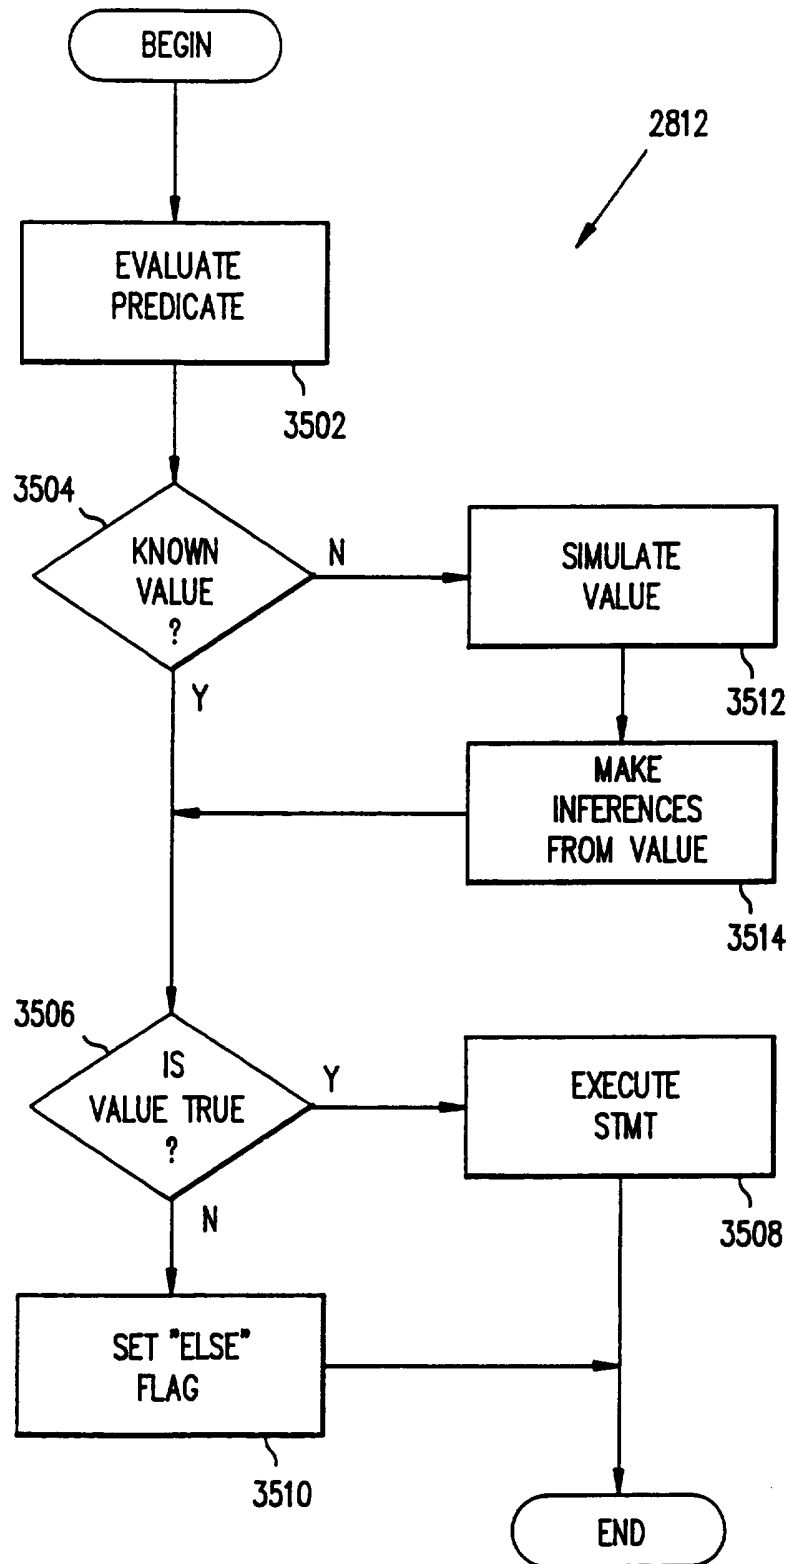 BEGIN
2812
EVALUATE
PREDICATE
3502
3504
KNOWN
VALUE
?
N
Y
SIMULATE
VALUE
3512
MAKE
INFERENCES
FROM VALUE
3514
3506
IS
VALUE TRUE
?
Y
N
EXECUTE
STMT
3508
SET "ELSE"
FLAG
3510
END